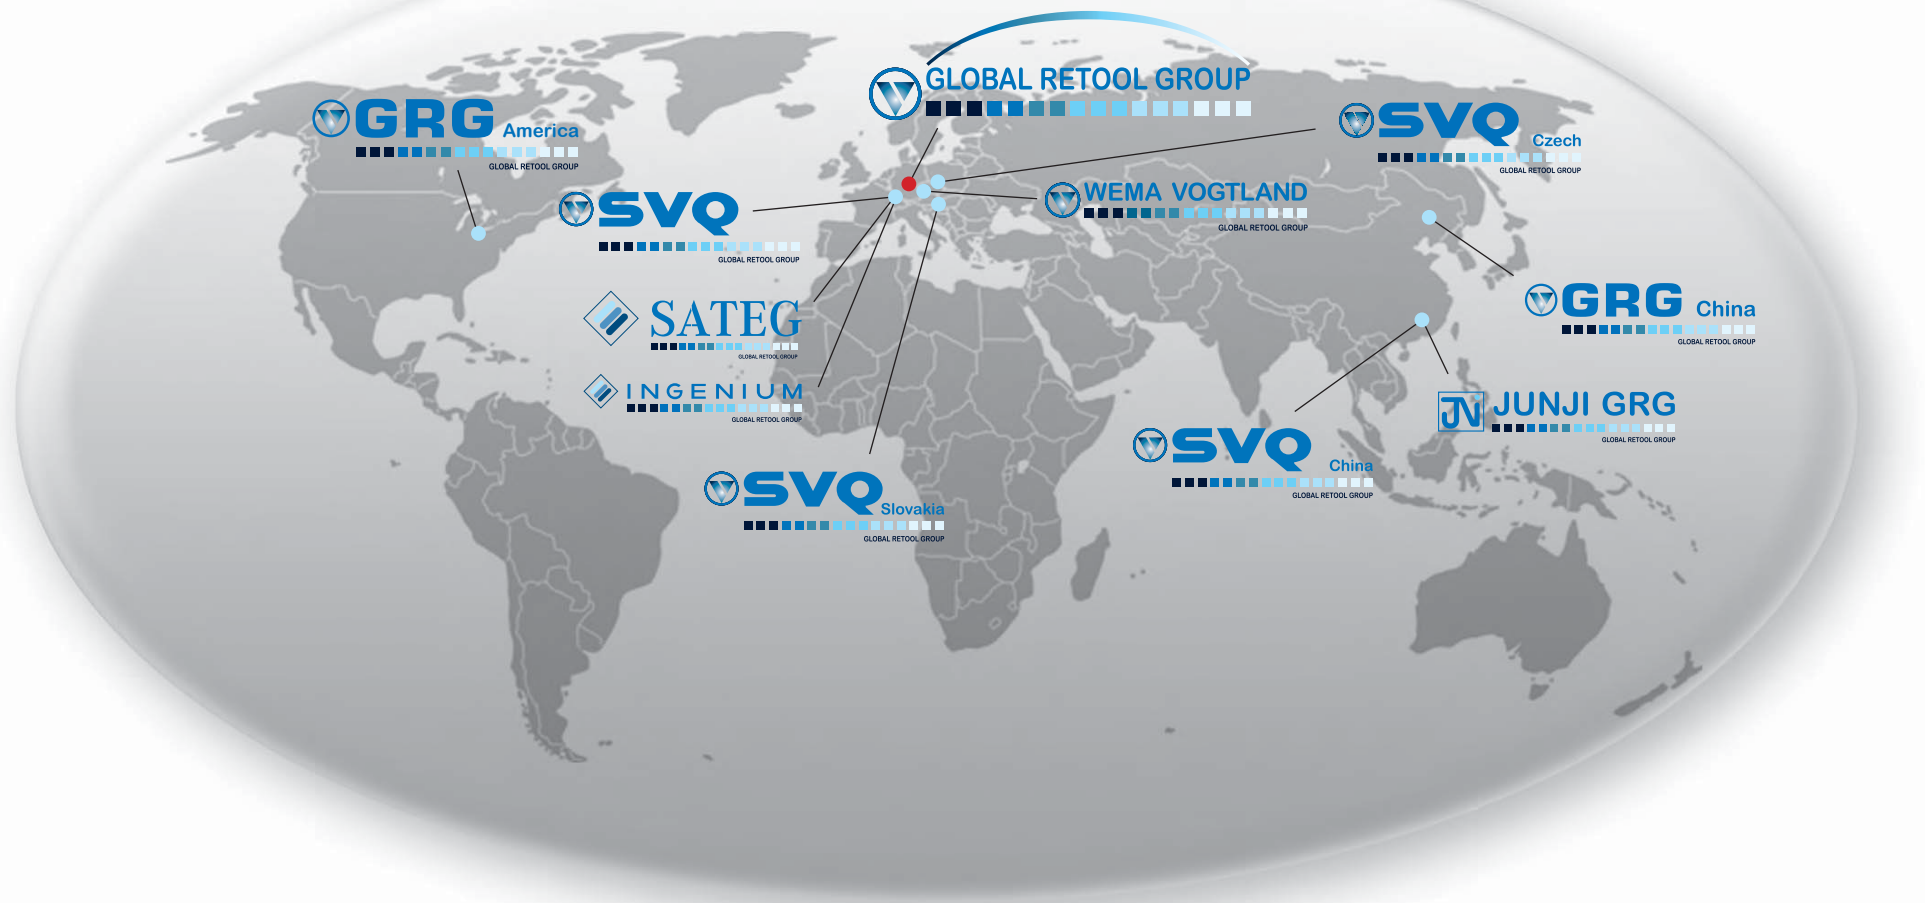 GLOBAL RETOOL GROUP
GRG America
GLOBAL RETOOL GROUP
SVQ Czech
GLOBAL RETOOL GROUP
SVQ
GLOBAL RETOOL GROUP
WEMA VOGTLAND
GLOBAL RETOOL GROUP
GRG China
GLOBAL RETOOL GROUP
SATEG
GLOBAL RETOOL GROUP
INGENIUM
GLOBAL RETOOL GROUP
JN JUNJI GRG
GLOBAL RETOOL GROUP
SVQ China
GLOBAL RETOOL GROUP
SVQ Slovakia
GLOBAL RETOOL GROUP